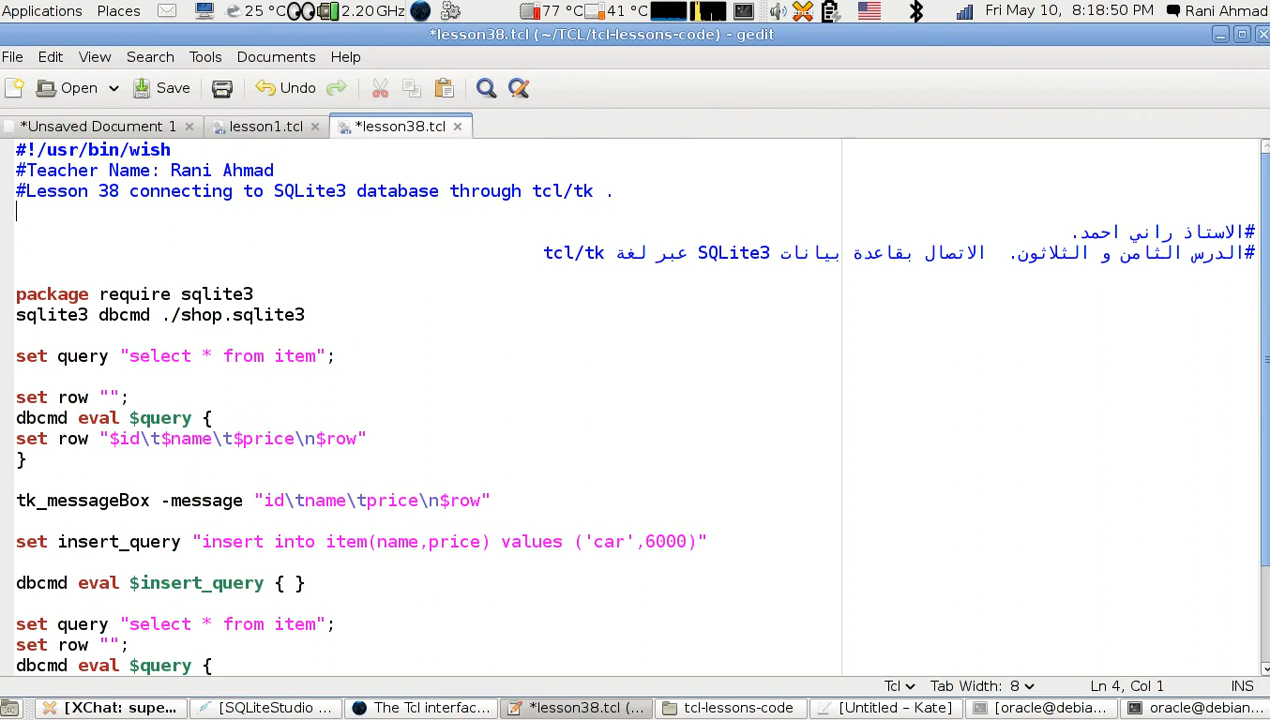 Applications Places 25 °C 2.20GHz 77 °C 41 °C Fri May 10, 8:18:50 PM Rani Ahmad
*lesson38.tcl (~/TCL/tcl-lessons-code) - gedit
File Edit View Search Tools Documents Help
Open Save Undo
*Unsaved Document 1 lesson1.tcl *lesson38.tcl
#!/usr/bin/wish
#Teacher Name: Rani Ahmad
#Lesson 38 connecting to SQLite3 database through tcl/tk .
#الاستاذ راني احمد.
#الدرس الثامن و الثلاثون.  الاتصال بقاعدة بيانات SQLite3 عبر لغة tcl/tk
package require sqlite3
sqlite3 dbcmd ./shop.sqlite3
set query "select * from item";
set row "";
dbcmd eval $query {
set row "$id\t$name\t$price\n$row"
}
tk_messageBox -message "id\tname\tprice\n$row"
set insert_query "insert into item(name,price) values ('car',6000)"
dbcmd eval $insert_query { }
set query "select * from item";
set row "";
dbcmd eval $query {
Tcl Tab Width: 8 Ln 4, Col 1 INS
[XChat: supe... [SQLiteStudio ... The Tcl interfac... *lesson38.tcl (... tcl-lessons-code [Untitled - Kate] [oracle@debia... [oracle@debian...